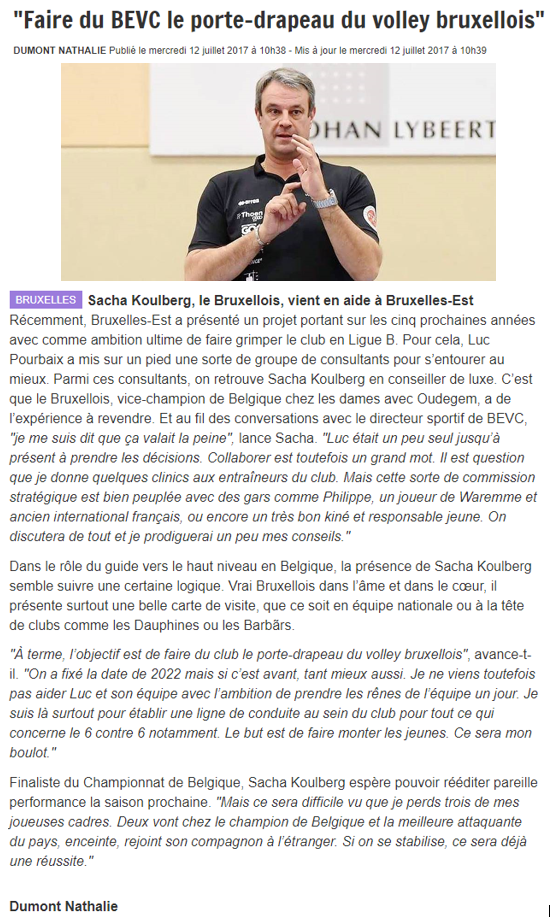 "Faire du BEVC le porte-drapeau du volley bruxellois"
DUMONT NATHALIE Publié le mercredi 12 juillet 2017 à 10h38 - Mis à jour le mercredi 12 juillet 2017 à 10h39
OHAN LYBEERT
Thoen
BRUXELLES Sacha Koulberg, le Bruxellois, vient en aide à Bruxelles-Est
Récemment, Bruxelles-Est a présenté un projet portant sur les cinq prochaines années
avec comme ambition ultime de faire grimper le club en Ligue B. Pour cela, Luc
Pourbaix a mis sur un pied une sorte de groupe de consultants pour s’entourer au
mieux. Parmi ces consultants, on retrouve Sacha Koulberg en conseiller de luxe. C’est
que le Bruxellois, vice-champion de Belgique chez les dames avec Oudegem, a de
l’expérience à revendre. Et au fil des conversations avec le directeur sportif de BEVC,
"je me suis dit que ça valait la peine", lance Sacha. "Luc était un peu seul jusqu’à
présent à prendre les décisions. Collaborer est toutefois un grand mot. Il est question
que je donne quelques clinics aux entraîneurs du club. Mais cette sorte de commission
stratégique est bien peuplée avec des gars comme Philippe, un joueur de Waremme et
ancien international français, ou encore un très bon kiné et responsable jeune. On
discutera de tout et je prodiguerai un peu mes conseils."
Dans le rôle du guide vers le haut niveau en Belgique, la présence de Sacha Koulberg
semble suivre une certaine logique. Vrai Bruxellois dans l’âme et dans le cœur, il
présente surtout une belle carte de visite, que ce soit en équipe nationale ou à la tête
de clubs comme les Dauphines ou les Barbãrs.
"À terme, l’objectif est de faire du club le porte-drapeau du volley bruxellois", avance-t-
il. "On a fixé la date de 2022 mais si c’est avant, tant mieux aussi. Je ne viens toutefois
pas aider Luc et son équipe avec l’ambition de prendre les rênes de l’équipe un jour. Je
suis là surtout pour établir une ligne de conduite au sein du club pour tout ce qui
concerne le 6 contre 6 notamment. Le but est de faire monter les jeunes. Ce sera mon
boulot."
Finaliste du Championnat de Belgique, Sacha Koulberg espère pouvoir rééditer pareille
performance la saison prochaine. "Mais ce sera difficile vu que je perds trois de mes
joueuses cadres. Deux vont chez le champion de Belgique et la meilleure attaquante
du pays, enceinte, rejoint son compagnon à l’étranger. Si on se stabilise, ce sera déjà
une réussite."
Dumont Nathalie